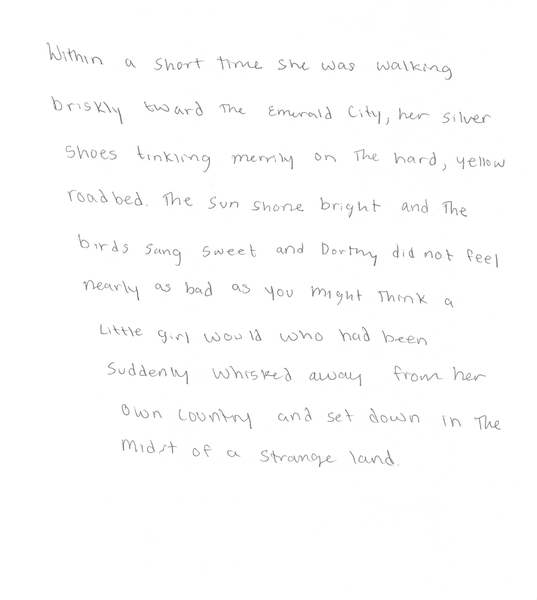 Within a short time she was walking
briskly tward The Emerald City, her silver
shoes tinkling merrily on The hard, yellow
roadbed. The sun shone bright and The
birds sang sweet and Dorthy did not feel
nearly as bad as you might Think a
Little girl would who had been
suddenly whisked away from her
own country and set down in The
midst of a strange land.